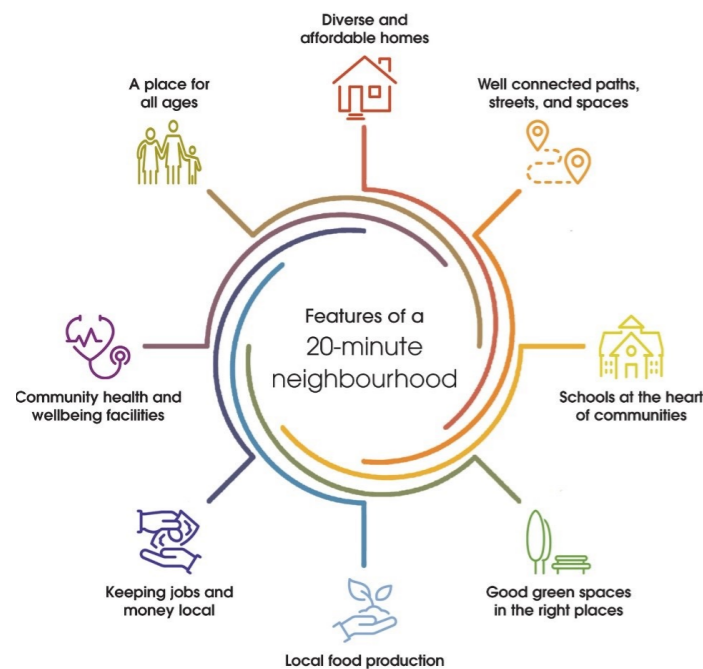 Diverse and
affordable homes
Well connected paths,
streets, and spaces
Schools at the heart
of communities
Good green spaces
in the right places
Local food production
Keeping jobs and
money local
Community health and
wellbeing facilities
A place for
all ages
Features of a
20-minute
neighbourhood